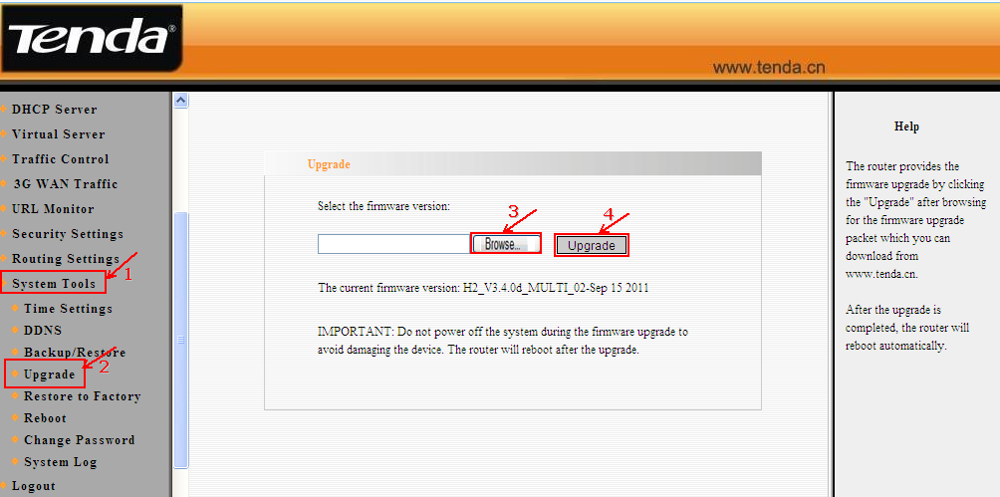 Tenda®
www.tenda.cn
DHCP Server
Virtual Server
Traffic Control
3G WAN Traffic
URL Monitor
Security Settings
Routing Settings
System Tools
1
Time Settings
DDNS
Backup/Restore
Upgrade
2
Restore to Factory
Reboot
Change Password
System Log
Logout
Upgrade
Select the firmware version:
3
4
Browse...
Upgrade
The current firmware version: H2_V3.4.0d_MULTI_02-Sep 15 2011
IMPORTANT: Do not power off the system during the firmware upgrade to
avoid damaging the device. The router will reboot after the upgrade.
Help
The router provides the
firmware upgrade by clicking
the "Upgrade" after browsing
for the firmware upgrade
packet which you can
download from
www.tenda.cn.
After the upgrade is
completed, the router will
reboot automatically.